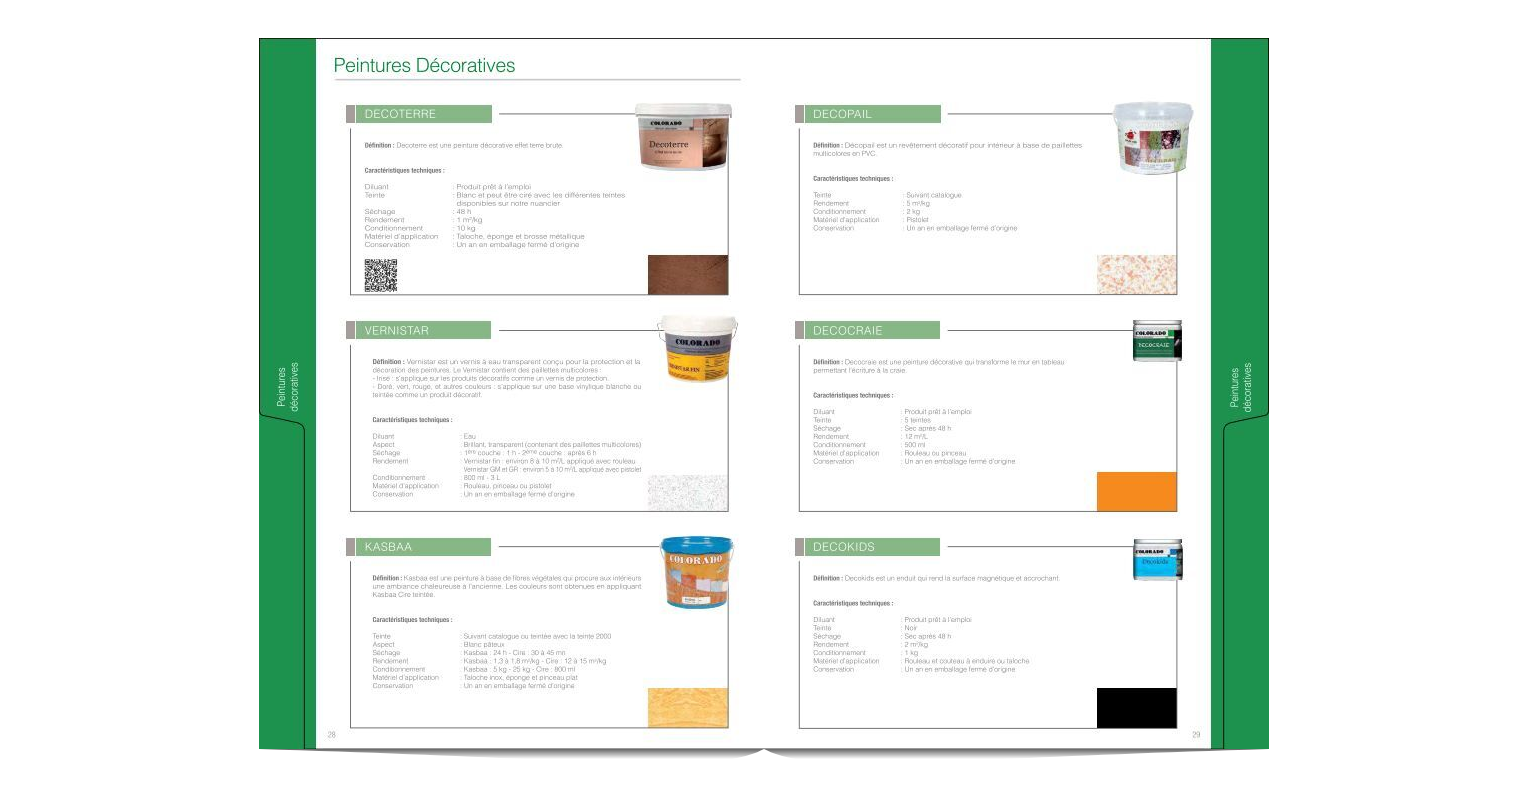 Peintures Décoratives
DECOTERRE
COLORADO
Decoterre
Définition : Decoterre est une peinture décorative effet terre brute.
Caractéristiques techniques :
Diluant : Produit prêt à l'emploi
Teinte : Blanc et peut être ciré avec les différentes teintes
disponibles sur notre nuancier
Séchage : 48 h
Rendement : 1 m²/kg
Conditionnement : 10 kg
Matériel d'application : Taloche, éponge et brosse métallique
Conservation : Un an en emballage fermé d'origine
VERNISTAR
COLORADO
Définition : Vernistar est un vernis à eau transparent conçu pour la protection et la
décoration des peintures. Le Vernistar contient des paillettes multicolores :
- Irisé : s'applique sur les produits décoratifs comme un vernis de protection.
- Doré, vert, rouge, et autres couleurs : s'applique sur une base vinylique blanche ou
teintée comme un produit décoratif.
Caractéristiques techniques :
Diluant : Eau
Aspect : Brillant, transparent (contenant des paillettes multicolores)
Séchage : 1ère couche : 1 h - 2ème couche : après 6 h
Rendement : Vernistar fin : environ 8 à 10 m²/L appliqué avec rouleau
Vernistar GM et GR : environ 5 à 10 m²/L appliqué avec pistolet
Conditionnement : 800 ml - 3 L
Matériel d'application : Rouleau, pinceau ou pistolet
Conservation : Un an en emballage fermé d'origine
KASBAA
COLORADO
Définition : Kasbaa est une peinture à base de fibres végétales qui procure aux intérieurs
une ambiance chaleureuse à l'ancienne. Les couleurs sont obtenues en appliquant
Kasbaa Cire teintée.
Caractéristiques techniques :
Teinte : Suivant catalogue ou teintée avec la teinte 2000
Aspect : Blanc pâteux
Séchage : Kasbaa : 24 h - Cire : 30 à 45 mn
Rendement : Kasbaa : 1,3 à 1,8 m²/kg - Cire : 12 à 15 m²/kg
Conditionnement : Kasbaa : 5 kg - 25 kg - Cire : 800 ml
Matériel d'application : Taloche inox, éponge et pinceau plat
Conservation : Un an en emballage fermé d'origine
28
Peintures
décoratives
DECOPAIL
Définition : Décopail est un revêtement décoratif pour intérieur à base de paillettes
multicolores en PVC.
Caractéristiques techniques :
Teinte : Suivant catalogue
Rendement : 5 m²/kg
Conditionnement : 2 kg
Matériel d'application : Pistolet
Conservation : Un an en emballage fermé d'origine
DECOCRAIE
COLORADO
DECOCRAIE
Définition : Decocraie est une peinture décorative qui transforme le mur en tableau
permettant l'écriture à la craie.
Caractéristiques techniques :
Diluant : Produit prêt à l'emploi
Teinte : 5 teintes
Séchage : Sec après 48 h
Rendement : 12 m²/L
Conditionnement : 500 ml
Matériel d'application : Rouleau ou pinceau
Conservation : Un an en emballage fermé d'origine
DECOKIDS
COLORADO
Decokids
Définition : Decokids est un enduit qui rend la surface magnétique et accrochant.
Caractéristiques techniques :
Diluant : Produit prêt à l'emploi
Teinte : Noir
Séchage : Sec après 48 h
Rendement : 2 m²/kg
Conditionnement : 1 kg
Matériel d'application : Rouleau et couteau à enduire ou taloche
Conservation : Un an en emballage fermé d'origine
29
Peintures
décoratives